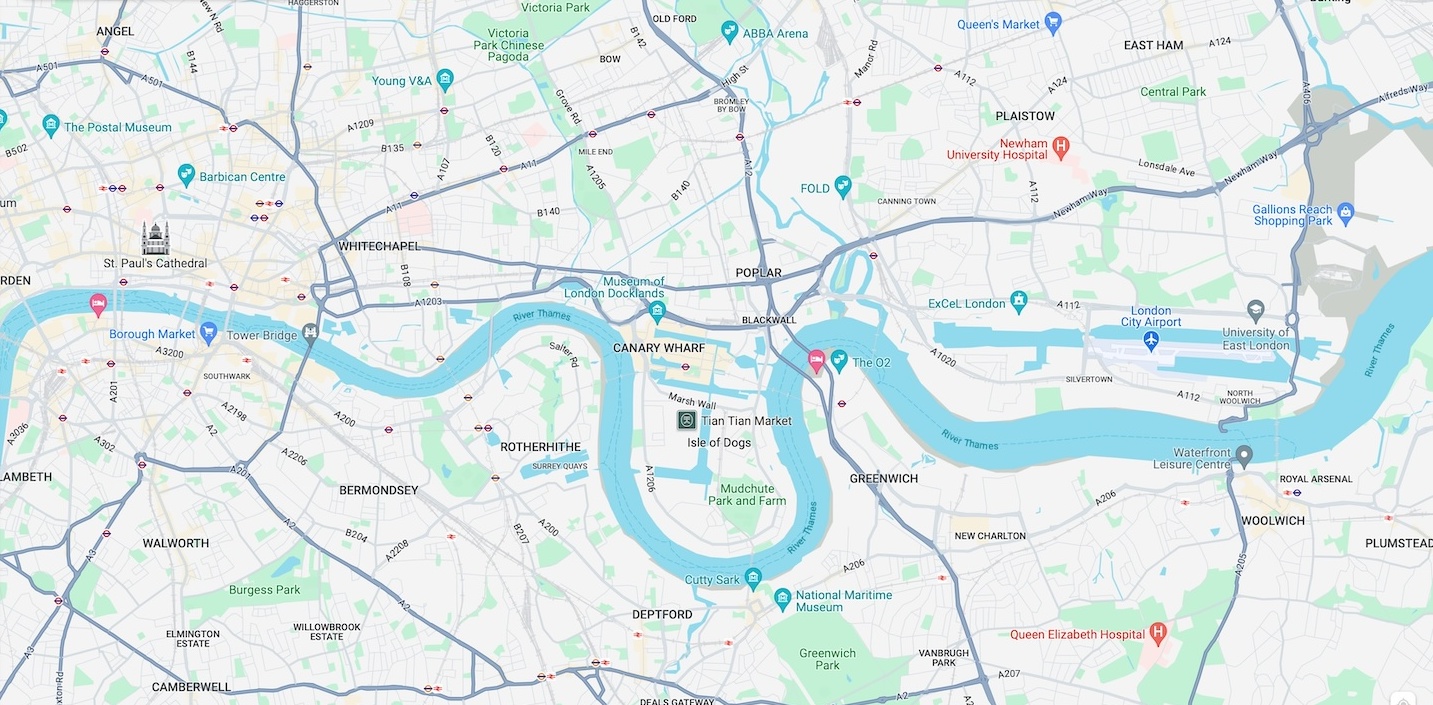 HAGGERSTON
Victoria Park
OLD FORD
ANGEL
Victoria
Park Chinese
Pagoda
B142
ABBA Arena
Queen's Market
EAST HAM
A124
Manor Rd
B144
BOW
A501
A501
Young V&A
High St
A112
A124
Central Park
A406
Alfreds Way
Grove Rd
BROMLEY
BY BOW
The Postal Museum
A1209
PLAISTOW
B502
B135
B120
MILE END
A11
A12
Newham
University Hospital
Lonsdale Ave
Newham Way
Barbican Centre
A107
A1205
B140
FOLD
A112
CANNING TOWN
Newham Way
um
A11
B140
Gallions Reach
Shopping Park
WHITECHAPEL
St. Paul's Cathedral
B108
POPLAR
RDEN
Museum of
London Docklands
A1203
ExCeL London
A112
London
City Airport
River Thames
BLACKWALL
Borough Market
Tower Bridge
University of
East London
River Thames
A3200
CANARY WHARF
Salter Rd
The O2
A1020
SOUTHWARK
SILVERTOWN
A201
A112
NORTH
WOOLWICH
Marsh Wall
A2198
A200
Tian Tian Market
A3036
A2
Isle of Dogs
River Thames
A302
ROTHERHITHE
A2206
SURREY QUAYS
Waterfront
Leisure Centre
A201
LAMBETH
A1206
GREENWICH
ROYAL ARSENAL
BERMONDSEY
Mudchute
Park and Farm
A206
WOOLWICH
A2
B204
B207
A200
River Thames
NEW CHARLTON
WALWORTH
A3
A2208
PLUMSTEAD
A206
A205
Cutty Sark
Burgess Park
National Maritime
Museum
A2
DEPTFORD
WILLOWBROOK
ESTATE
ELMINGTON
ESTATE
Queen Elizabeth Hospital
A3
Greenwich
Park
VANBRUGH
PARK
A207
CAMBERWELL
A2
DEALS GATEWAY